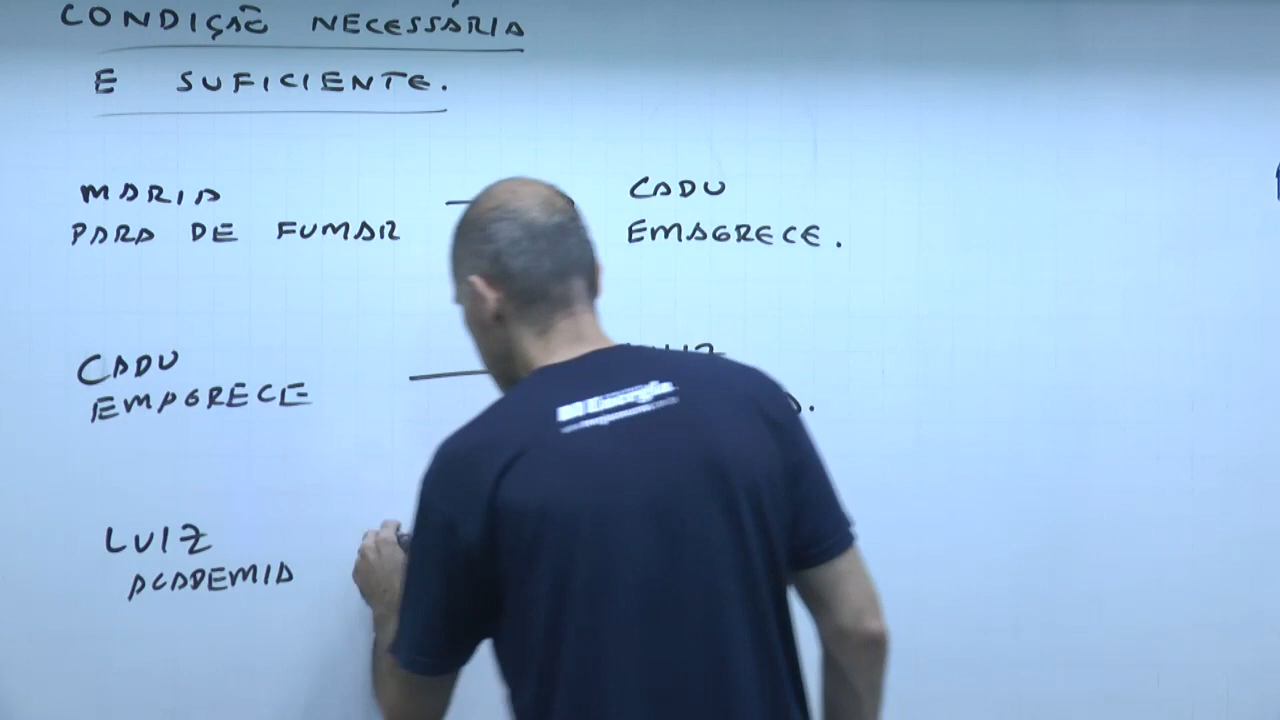 CONDIÇÃO NECESSÁRIA
E SUFICIENTE.
MARIA
PARA DE FUMAR
CADU
EMAGRECE.
CADU
EMAGRECE
LUIZ
ACADEMIA